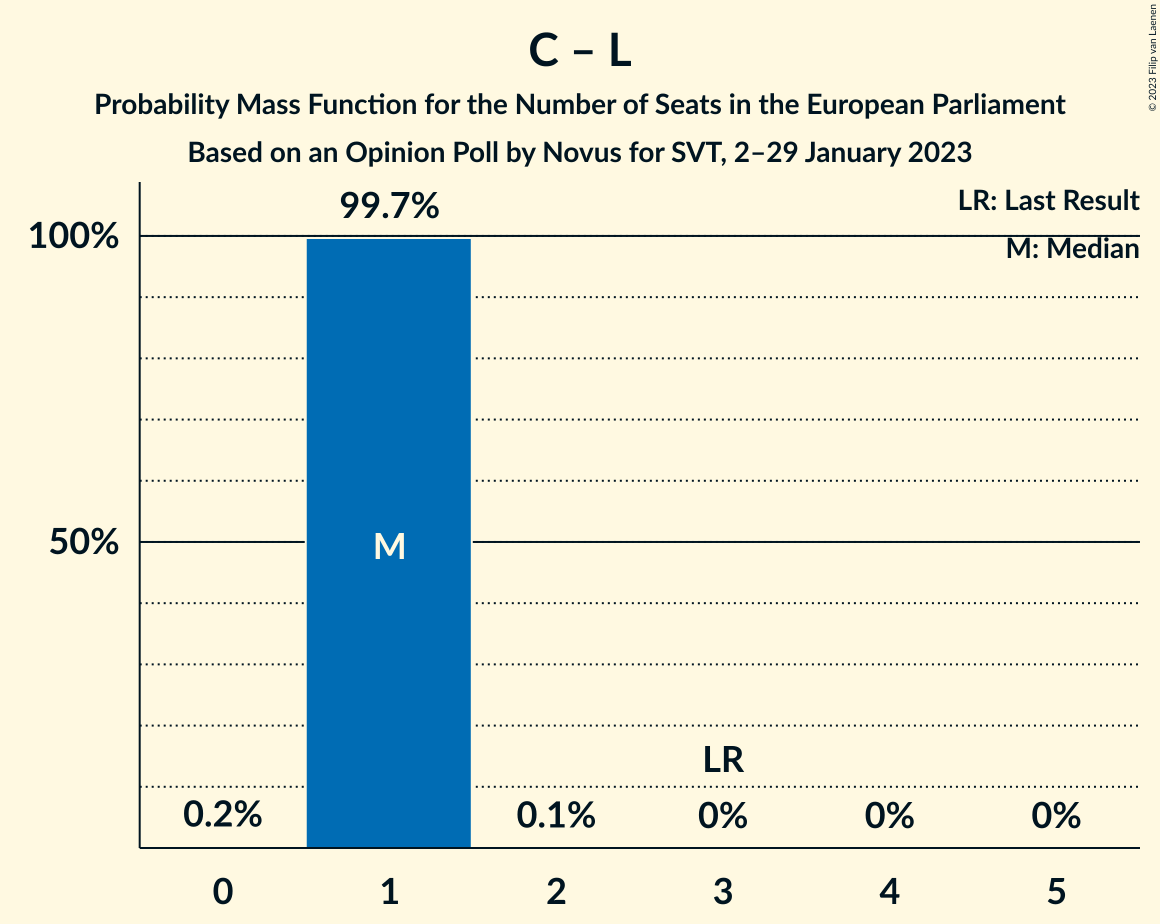 C – L
Probability Mass Function for the Number of Seats in the European Parliament
Based on an Opinion Poll by Novus for SVT, 2–29 January 2023
© 2023 Filip van Laenen
LR: Last Result
M: Median
99.7%
100%
50%
M
LR
0.2%
0.1%
0%
0%
0%
0 1 2 3 4 5